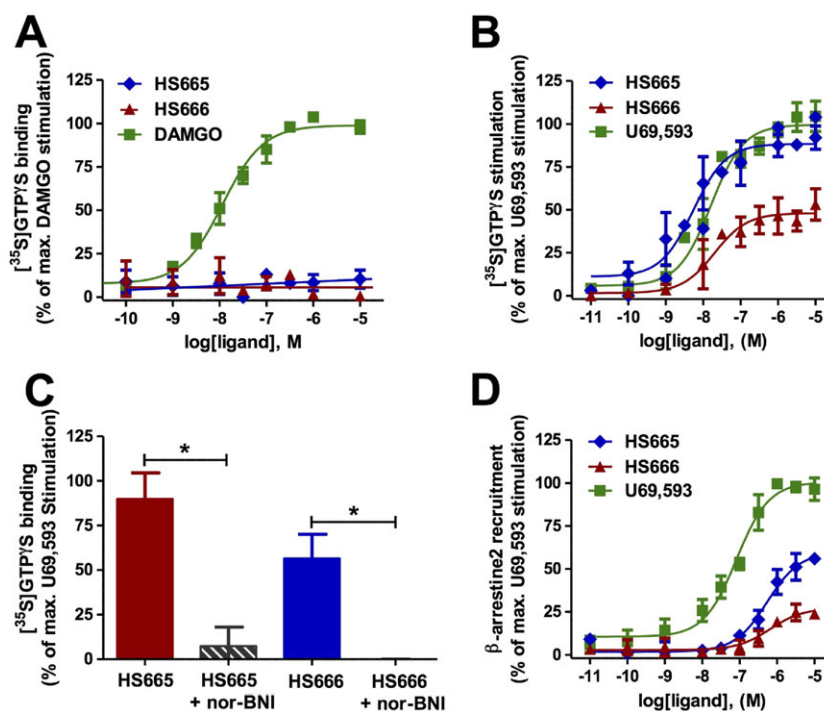 A
HS665
HS666
DAMGO
[³⁵S]GTPγS binding
(% of max. DAMGO stimulation)
125
100
75
50
25
0
-10 -9 -8 -7 -6 -5
log[ligand], M
B
HS665
HS666
U69,593
[³⁵S]GTPγS stimulation
(% of max. U69,593 stimulation)
125
100
75
50
25
0
-11 -10 -9 -8 -7 -6 -5
log[ligand], (M)
C
[³⁵S]GTPγS binding
(% of max. U69,593 Stimulation)
125
100
75
50
25
0
*
*
HS665 HS665 HS666 HS666
+ nor-BNI + nor-BNI
D
HS665
HS666
U69,593
β-arrestine2 recruitment
(% of max. U69,593 stimulation)
125
100
75
50
25
0
-11 -10 -9 -8 -7 -6 -5
log[ligand], (M)